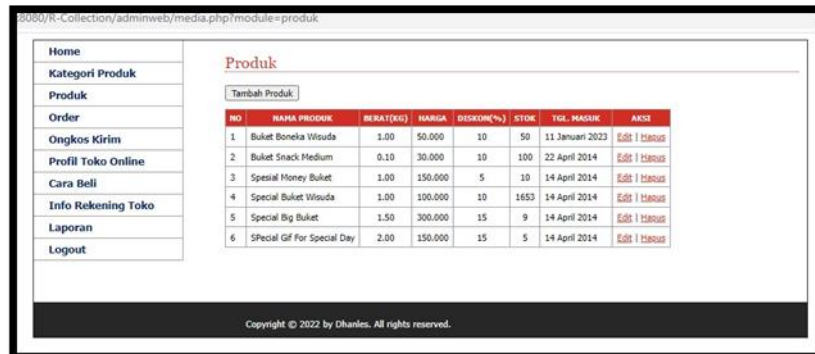 8080/R-Collection/adminweb/media.php?module=produk
Home
Kategori Produk
Produk
Order
Ongkos Kirim
Profil Toko Online
Cara Beli
Info Rekening Toko
Laporan
Logout
Produk
Tambah Produk
NO NAMA PRODUK BERAT(KG) HARGA DISKON(%) STOK TGL. MASUK AKSI
1 Buket Boneka Wisuda 1.00 50.000 10 50 11 Januari 2023 Edit | Hapus
2 Buket Snack Medium 0.10 30.000 10 100 22 April 2014 Edit | Hapus
3 Spesial Money Buket 1.00 150.000 5 10 14 April 2014 Edit | Hapus
4 Special Buket Wisuda 1.00 100.000 10 1653 14 April 2014 Edit | Hapus
5 Special Big Buket 1.50 300.000 15 9 14 April 2014 Edit | Hapus
6 SPecial Gif For Special Day 2.00 150.000 15 5 14 April 2014 Edit | Hapus
Copyright © 2022 by Dhanles. All rights reserved.